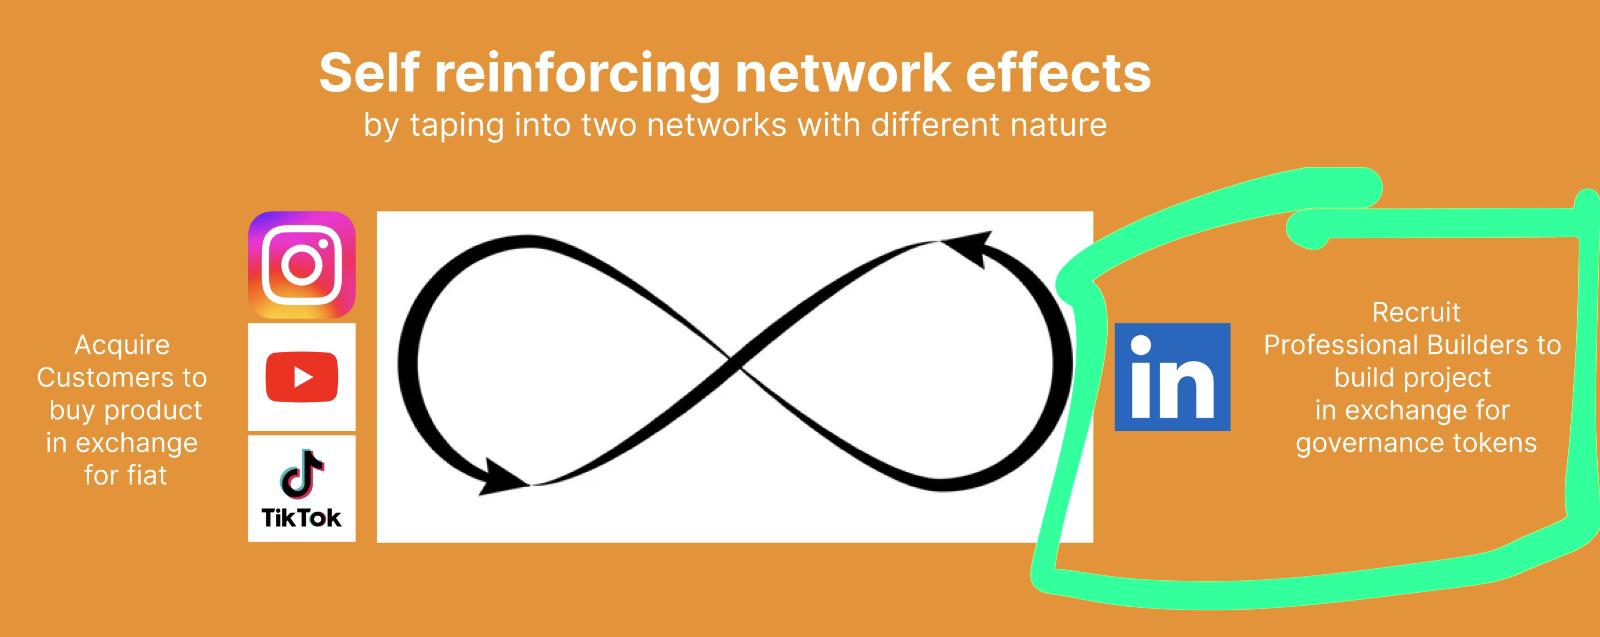 Self reinforcing network effects
by taping into two networks with different nature
Acquire
Customers to
buy product
in exchange
for fiat
TikTok
in
Recruit
Professional Builders to
build project
in exchange for
governance tokens